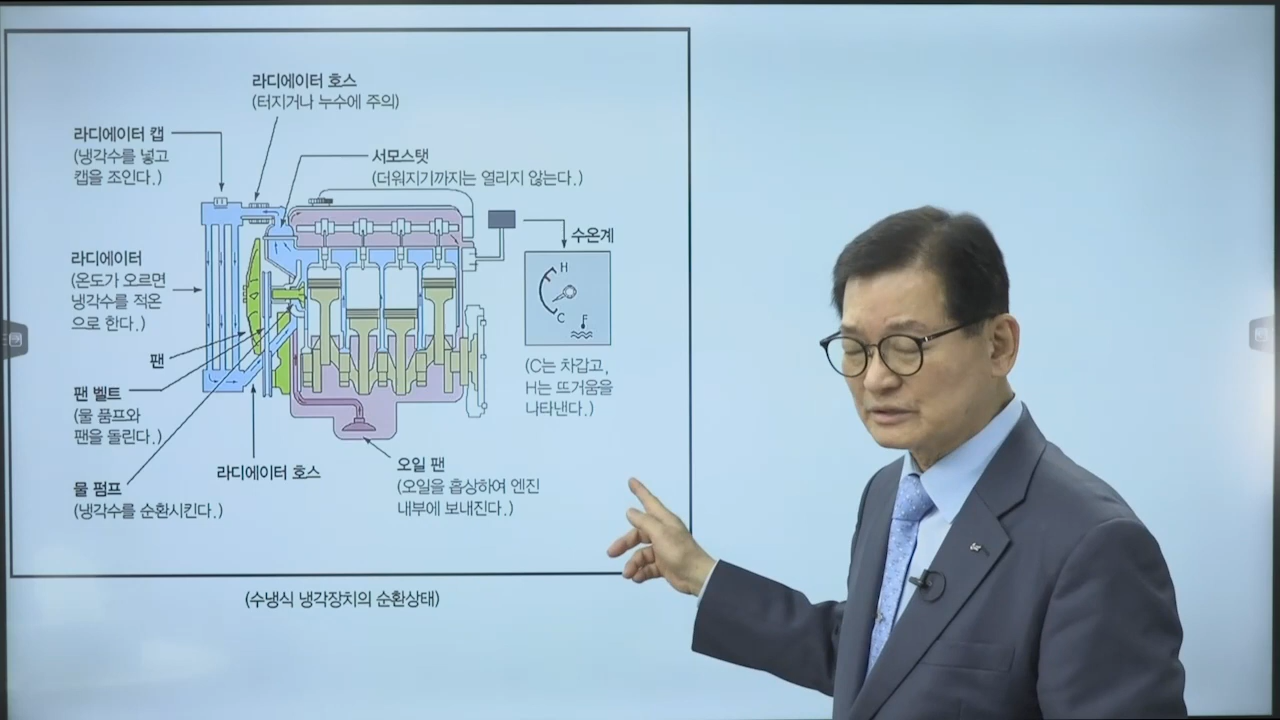 라디에이터 호스
(터지거나 누수에 주의)
라디에이터 캡
(냉각수를 넣고
캡을 조인다.)
서모스탯
(더워지기까지는 열리지 않는다.)
수온계
H
C
F
(C는 차갑고,
H는 뜨거움을
나타낸다.)
라디에이터
(온도가 오르면
냉각수를 적온
으로 한다.)
팬
팬 벨트
(물 품프와
팬을 돌린다.)
물 펌프
(냉각수를 순환시킨다.)
라디에이터 호스
오일 팬
(오일을 흡상하여 엔진
내부에 보내진다.)
(수냉식 냉각장치의 순환상태)